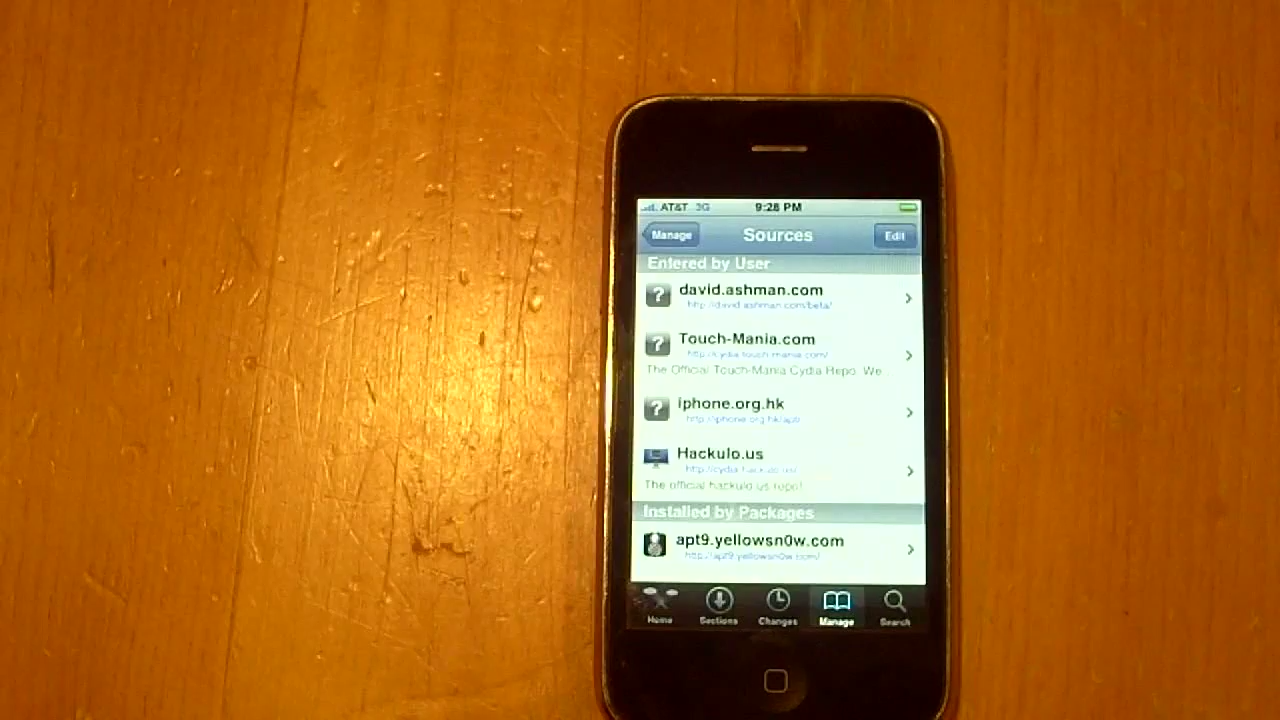 AT&T 3G 9:28 PM
Manage Sources Edit
Entered by User
david.ashman.com
http://david.ashman.com/beta/
Touch-Mania.com
http://cydia.touch-mania.com/
The Official Touch-Mania Cydia Repo. We...
iphone.org.hk
http://iphone.org.hk/apt/
Hackulo.us
http://cydia.hackulo.us/
The official hackulo.us repo!
Installed by Packages
apt9.yellowsn0w.com
http://apt9.yellowsn0w.com/
Home Sections Changes Manage Search